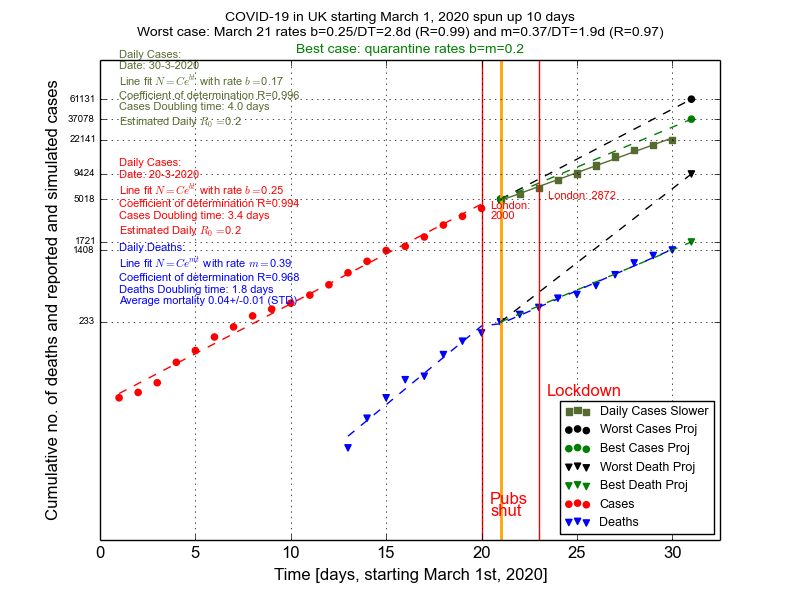 COVID-19 in UK starting March 1, 2020 spun up 10 days
Worst case: March 21 rates b=0.25/DT=2.8d (R=0.99) and m=0.37/DT=1.9d (R=0.97)
Best case: quarantine rates b=m=0.2
Daily Cases:
Date: 30-3-2020
Line fit N=Ce^{bt}: with rate b=0.17
Coefficient of determination R=0.996
Cases Doubling time: 4.0 days
Estimated Daily R₀=0.2
Daily Cases:
Date: 20-3-2020
Line fit N=Ce^{bt}: with rate b=0.25
Coefficient of determination R=0.994
Cases Doubling time: 3.4 days
Estimated Daily R₀=0.2
Daily Deaths:
Line fit N=Ce^{mt}: with rate m=0.39
Coefficient of determination R=0.968
Deaths Doubling time: 1.8 days
Average mortality 0.04+/-0.01 (STD)
London:
2000
London: 2872
Lockdown
Pubs
shut
61131
37078
22141
9424
5018
1721
1408
233
Cumulative no. of deaths and reported and simulated cases
0 5 10 15 20 25 30
Time [days, starting March 1st, 2020]
Daily Cases Slower
Worst Cases Proj
Best Cases Proj
Worst Death Proj
Best Death Proj
Cases
Deaths